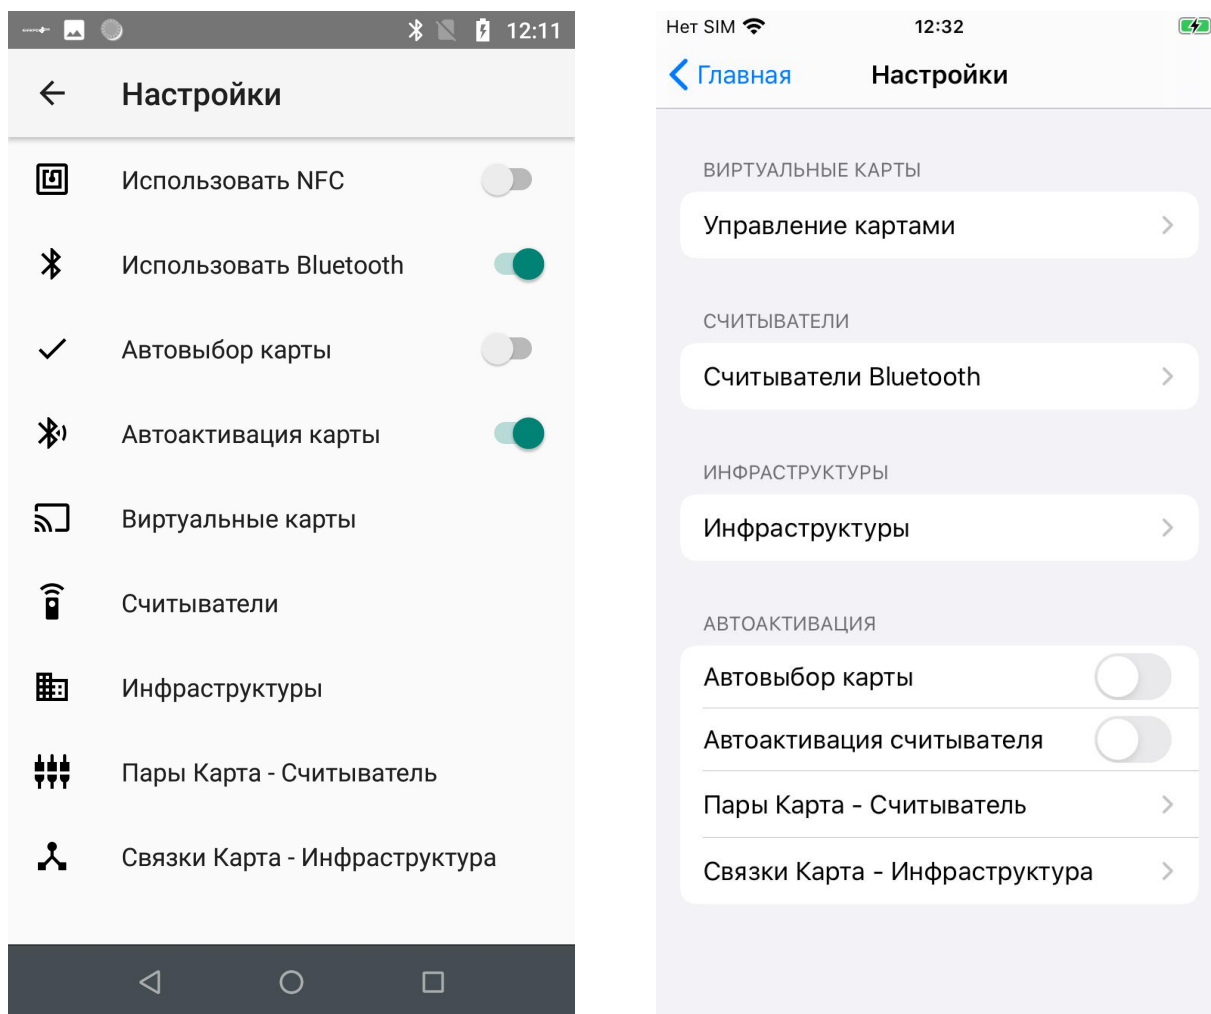 12:11
Настройки
Использовать NFC
Использовать Bluetooth
Автовыбор карты
Автоактивация карты
Виртуальные карты
Считыватели
Инфраструктуры
Пары Карта - Считыватель
Связки Карта - Инфраструктура
Нет SIM 12:32
Главная Настройки
ВИРТУАЛЬНЫЕ КАРТЫ
Управление картами
СЧИТЫВАТЕЛИ
Считыватели Bluetooth
ИНФРАСТРУКТУРЫ
Инфраструктуры
АВТОАКТИВАЦИЯ
Автовыбор карты
Автоактивация считывателя
Пары Карта - Считыватель
Связки Карта - Инфраструктура